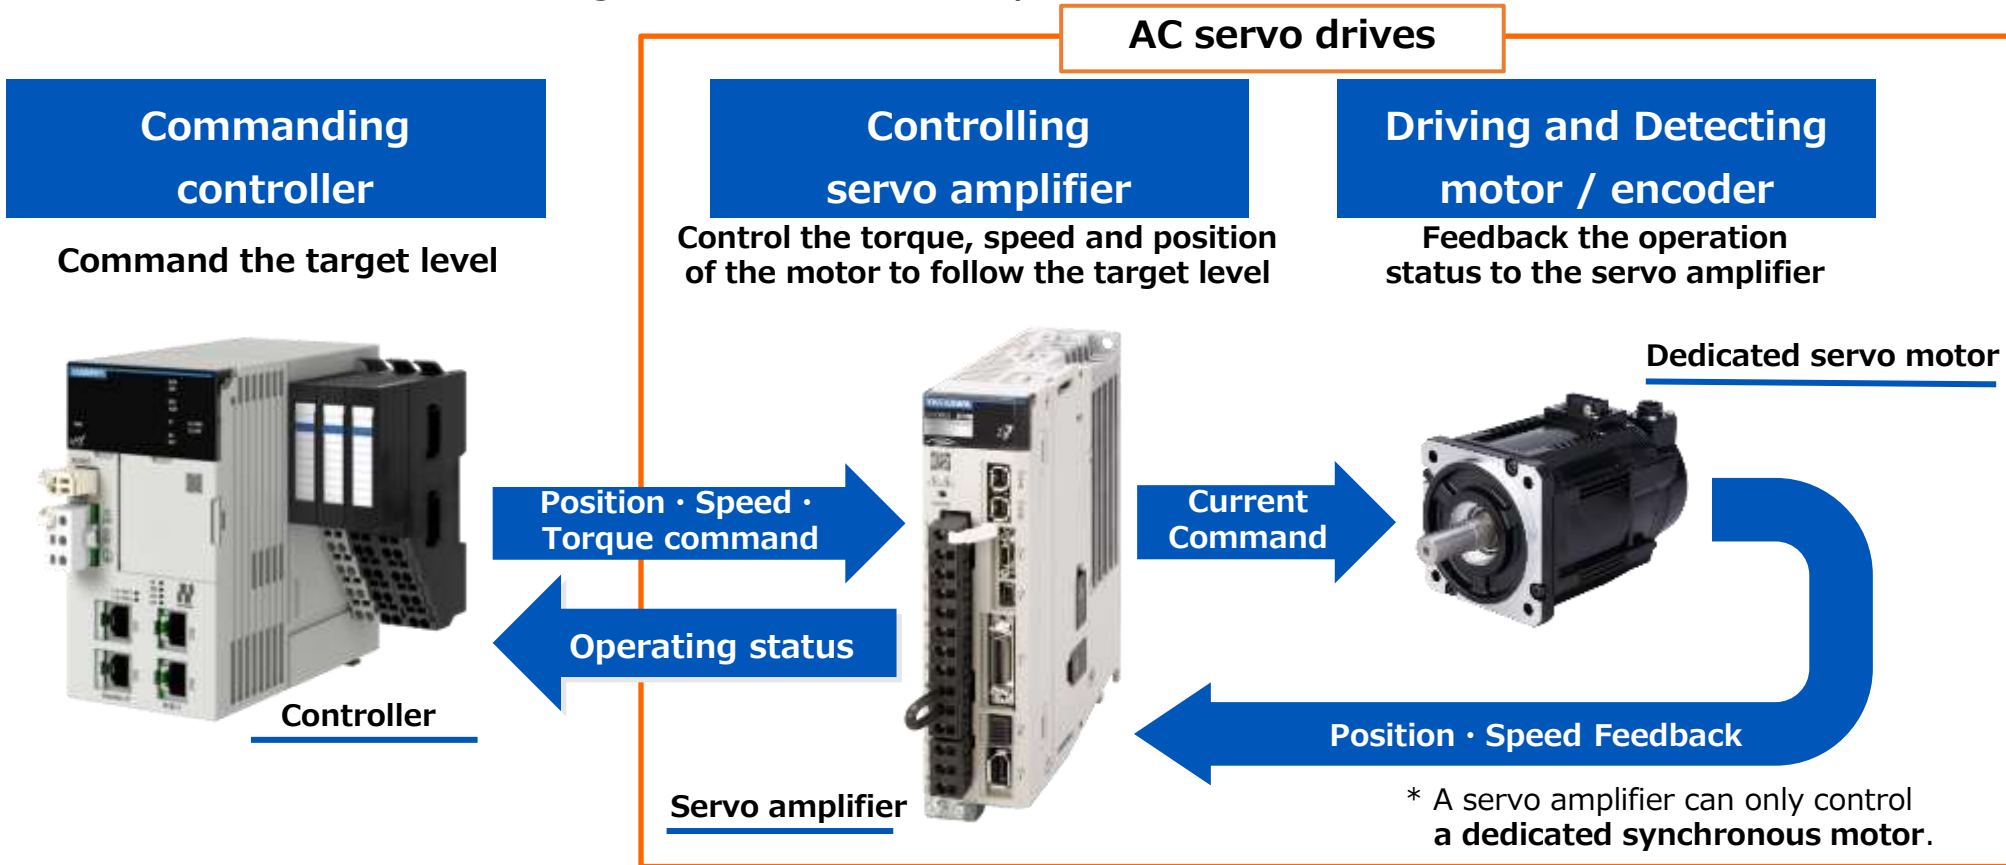 AC servo drives
Commanding
controller
Controlling
servo amplifier
Driving and Detecting
motor / encoder
Command the target level
Control the torque, speed and position
of the motor to follow the target level
Feedback the operation
status to the servo amplifier
Dedicated servo motor
Position・Speed・
Torque command
Current
Command
Operating status
Controller
Position・Speed Feedback
Servo amplifier
* A servo amplifier can only control
a dedicated synchronous motor.